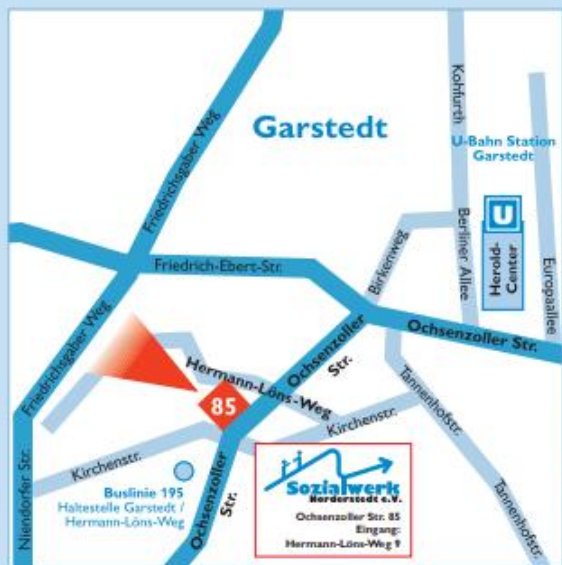 Garstedt
Kohfurth
U-Bahn Station
Garstedt
U
Herold-
Center
Berliner Allee
Europaallee
Birkenweg
Friedrichsgaber Weg
Friedrich-Ebert-Str.
Ochsenzoller Str.
Ochsenzoller
Str.
Friedrichsgaber Weg
Hermann-Löns-Weg
85
Kirchenstr.
Tannenhofstr.
Kirchenstr.
Niendorfer Str.
Buslinie 195
Haltestelle Garstedt /
Hermann-Löns-Weg
Ochsenzoller
Str.
Sozialwerk
Norderstedt e.V.
Ochsenzoller Str. 85
Eingang:
Hermann-Löns-Weg 9
Tannenhofstr.